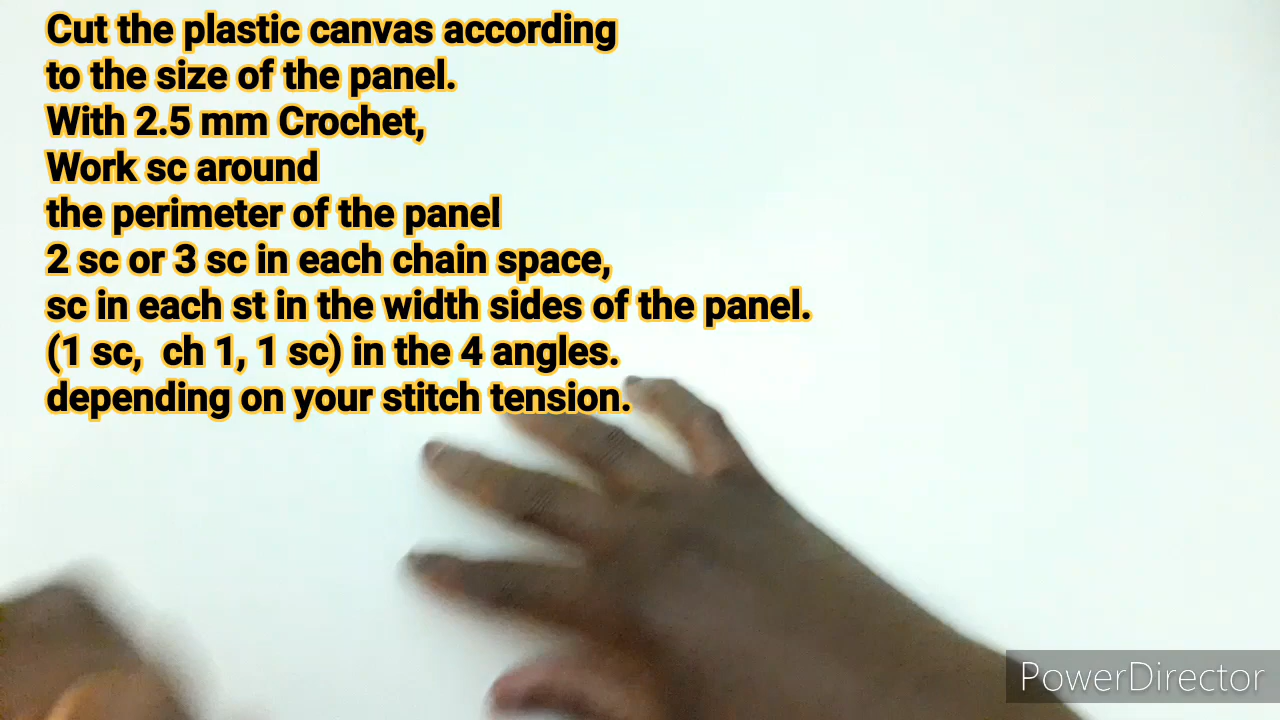 Cut the plastic canvas according
to the size of the panel.
With 2.5 mm Crochet,
Work sc around
the perimeter of the panel
2 sc or 3 sc in each chain space,
sc in each st in the width sides of the panel.
(1 sc,  ch 1, 1 sc) in the 4 angles.
depending on your stitch tension.
PowerDirector